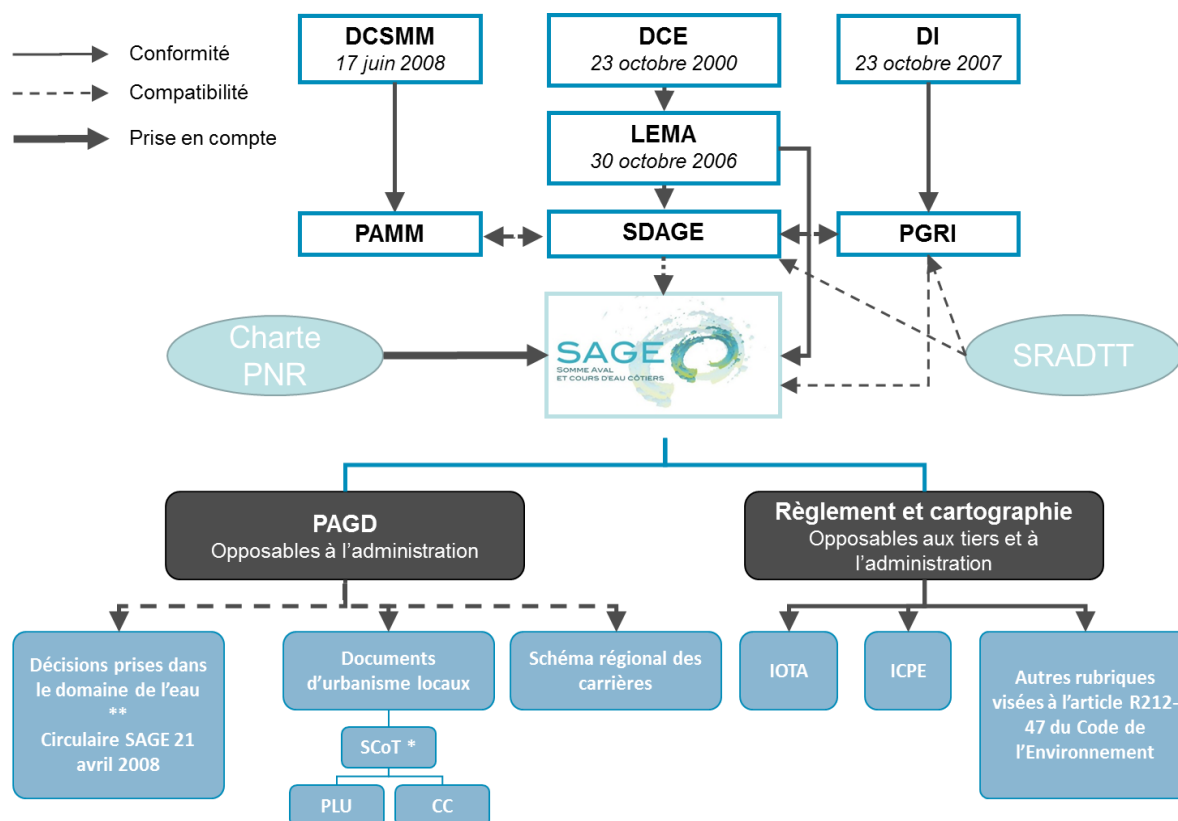 Conformité
Compatibilité
Prise en compte
DCSMM
17 juin 2008
DCE
23 octobre 2000
DI
23 octobre 2007
LEMA
30 octobre 2006
PAMM
SDAGE
PGRI
Charte
PNR
SAGE
SOMME AVAL
ET COURS D'EAU CÔTIERS
SRADTT
PAGD
Opposables à l'administration
Règlement et cartographie
Opposables aux tiers et à
l'administration
Décisions prises dans
le domaine de l'eau
**
Circulaire SAGE 21
avril 2008
Documents
d'urbanisme locaux
Schéma régional des
carrières
IOTA
ICPE
Autres rubriques
visées à l'article R212-
47 du Code de
l'Environnement
SCoT *
PLU
CC